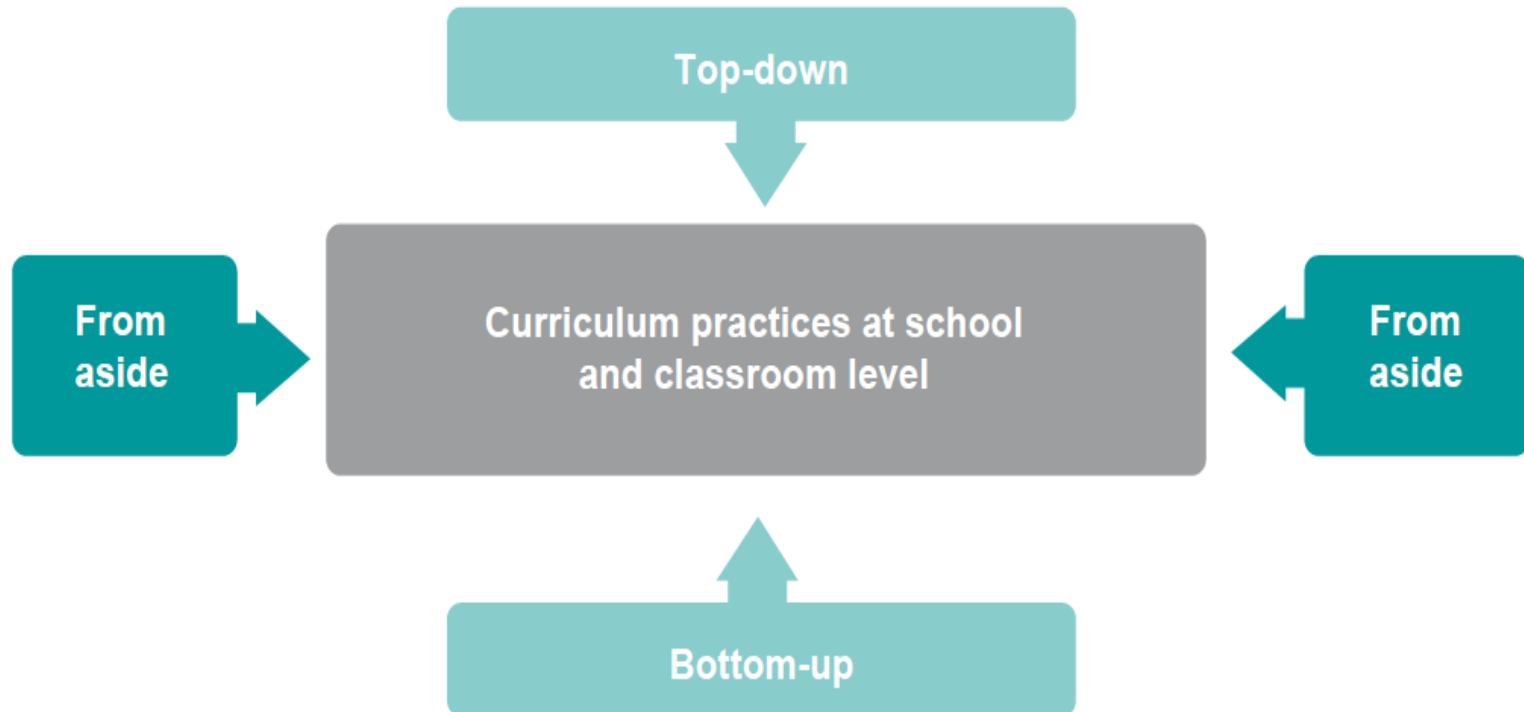 Top-down
From
aside
Curriculum practices at school
and classroom level
From
aside
Bottom-up